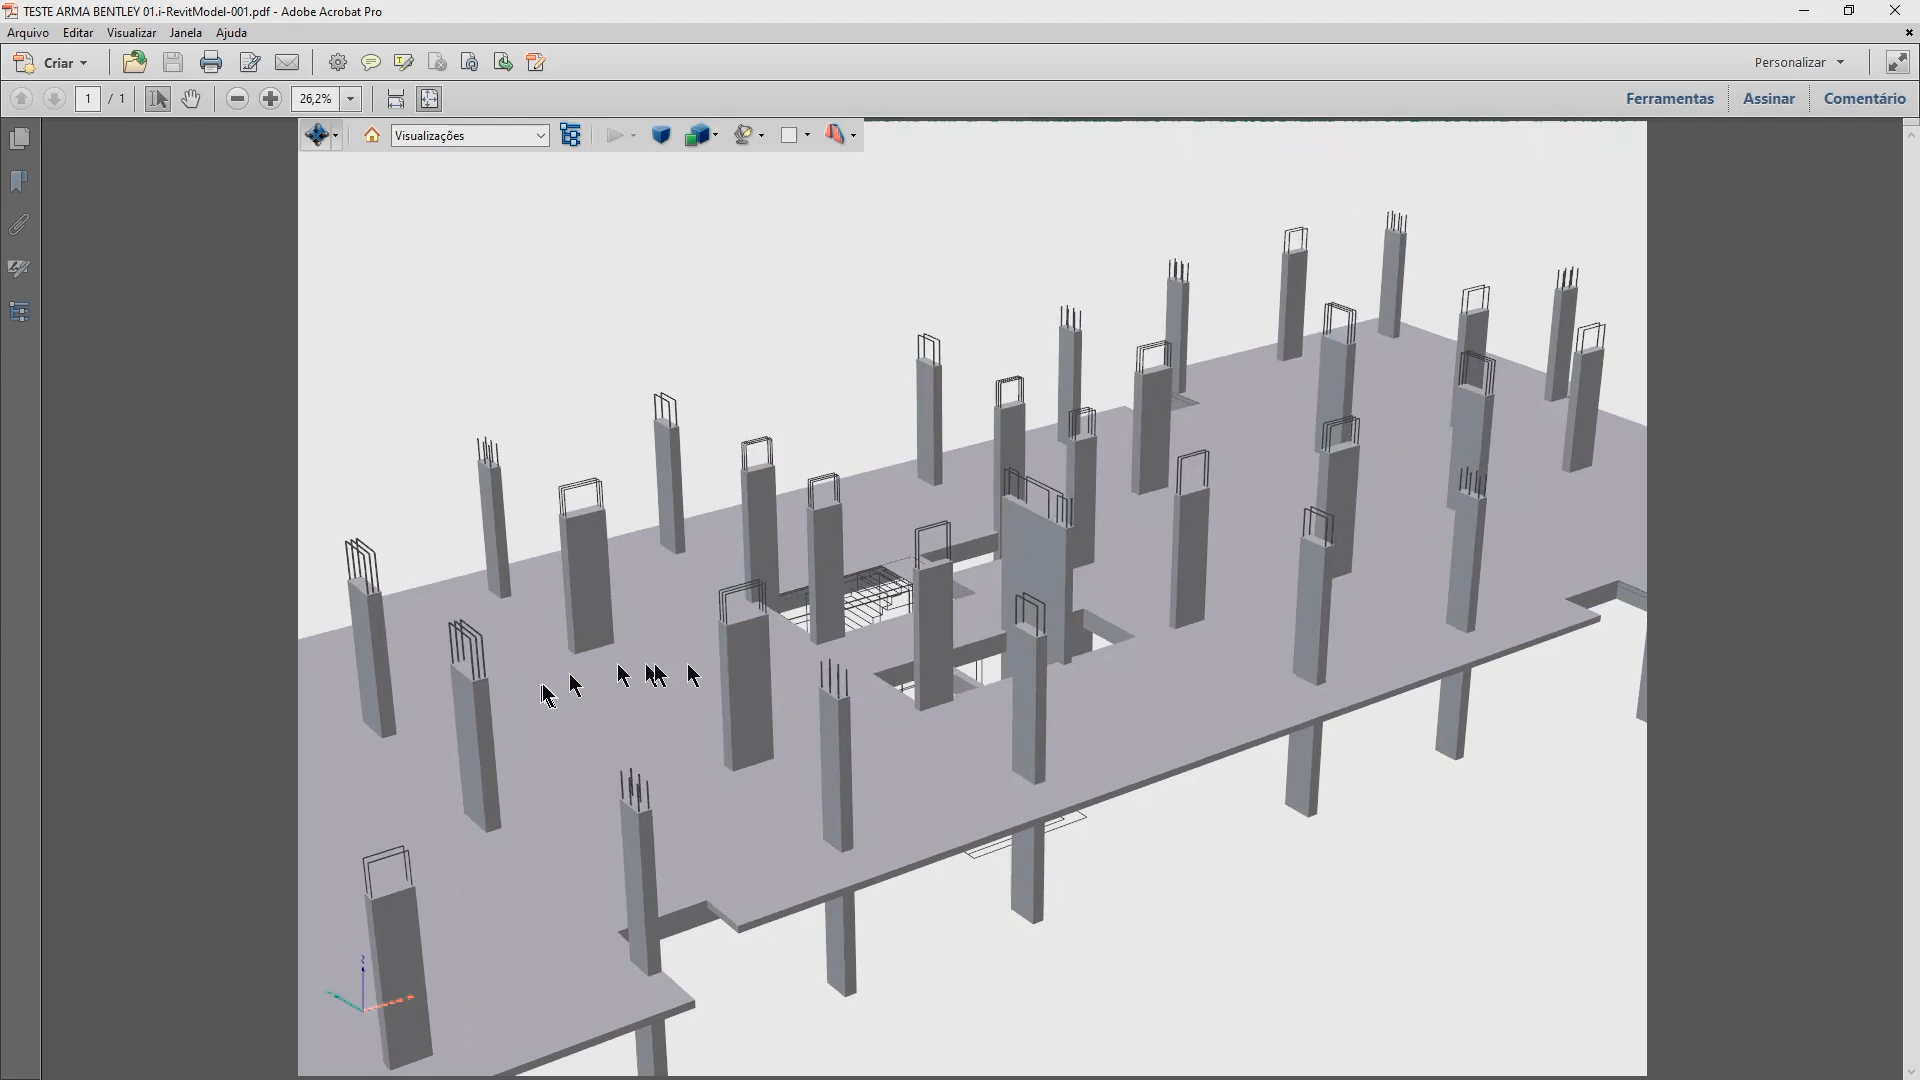 TESTE ARMA BENTLEY 01.i-RevitModel-001.pdf - Adobe Acrobat Pro
Arquivo Editar Visualizar Janela Ajuda
Criar Personalizar
1 / 1 26,2% Ferramentas Assinar Comentário
Visualizações
Z